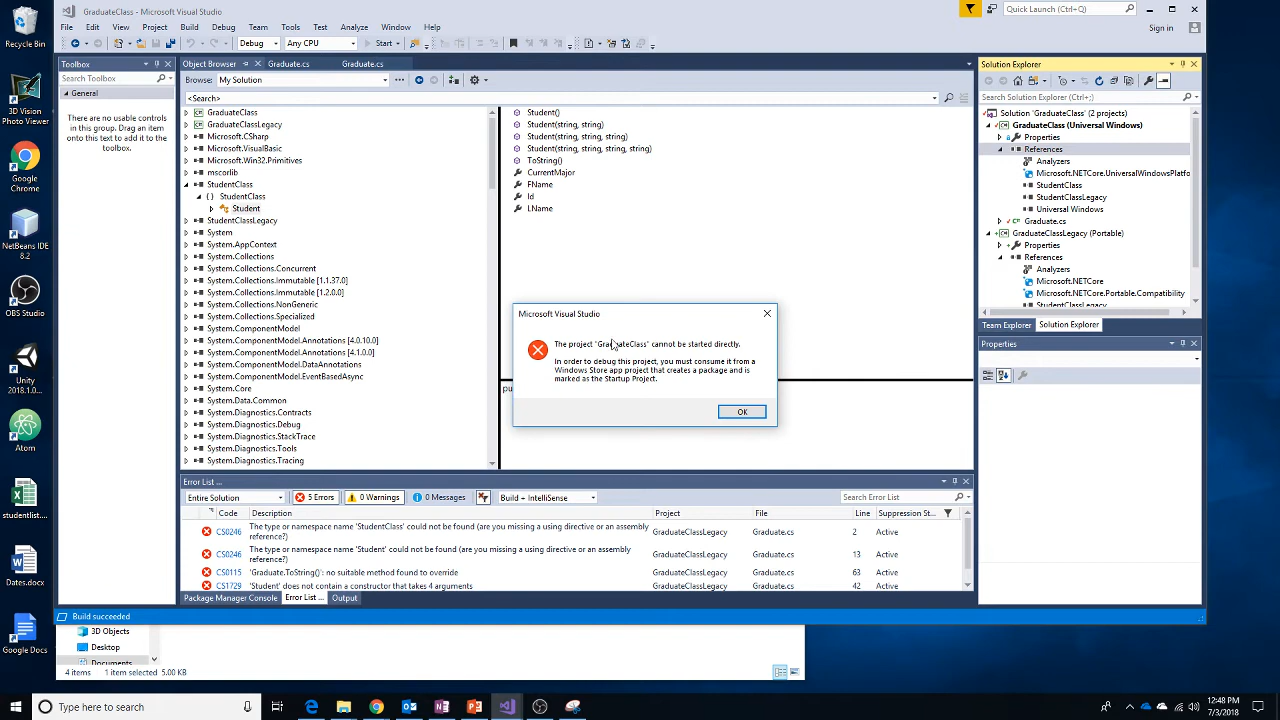 Recycle Bin
3D Vision
Photo Viewer
Google
Chrome
NetBeans IDE
8.2
OBS Studio
Unity
2018.1.0...
Atom
studentlist....
Dates.docx
Google Docs
GraduateClass - Microsoft Visual Studio
Quick Launch (Ctrl+Q)
File Edit View Project Build Debug Team Tools Test Analyze Window Help
Sign in
Debug Any CPU Start
Toolbox
Search Toolbox
General
There are no usable controls
in this group. Drag an item
onto this text to add it to the
toolbox.
Object Browser Graduate.cs Graduate.cs
Browse: My Solution
<Search>
GraduateClass
GraduateClassLegacy
Microsoft.CSharp
Microsoft.VisualBasic
Microsoft.Win32.Primitives
mscorlib
StudentClass
StudentClass
Student
StudentClassLegacy
System
System.AppContext
System.Collections
System.Collections.Concurrent
System.Collections.Immutable [1.1.37.0]
System.Collections.Immutable [1.2.0.0]
System.Collections.NonGeneric
System.Collections.Specialized
System.ComponentModel
System.ComponentModel.Annotations [4.0.10.0]
System.ComponentModel.Annotations [4.1.0.0]
System.ComponentModel.DataAnnotations
System.ComponentModel.EventBasedAsync
System.Core
System.Data.Common
System.Diagnostics.Contracts
System.Diagnostics.Debug
System.Diagnostics.StackTrace
System.Diagnostics.Tools
System.Diagnostics.Tracing
Student()
Student(string, string)
Student(string, string, string)
Student(string, string, string, string)
ToString()
CurrentMajor
FName
Id
LName
pu
Microsoft Visual Studio
The project "GraduateClass" cannot be started directly.
In order to debug this project, you must consume it from a
Windows Store app project that creates a package and is
marked as the Startup Project.
OK
Solution Explorer
Search Solution Explorer (Ctrl+;)
Solution 'GraduateClass' (2 projects)
GraduateClass (Universal Windows)
Properties
References
Analyzers
Microsoft.NETCore.UniversalWindowsPlatfo
StudentClass
StudentClassLegacy
Universal Windows
Graduate.cs
GraduateClassLegacy (Portable)
Properties
References
Analyzers
Microsoft.NETCore
Microsoft.NETCore.Portable.Compatibility
StudentClassLegacy
Team Explorer Solution Explorer
Properties
Error List ...
Entire Solution 5 Errors 0 Warnings 0 Messages Build + IntelliSense Search Error List
Code Description Project File Line Suppression St...
CS0246 The type or namespace name 'StudentClass' could not be found (are you missing a using directive or an assembly
reference?) GraduateClassLegacy Graduate.cs 2 Active
CS0246 The type or namespace name 'Student' could not be found (are you missing a using directive or an assembly
reference?) GraduateClassLegacy Graduate.cs 13 Active
CS0115 'Graduate.ToString()': no suitable method found to override GraduateClassLegacy Graduate.cs 63 Active
CS1729 'Student' does not contain a constructor that takes 4 arguments GraduateClassLegacy Graduate.cs 42 Active
Package Manager Console Error List ... Output
Build succeeded
3D Objects
Desktop
Documents
4 items 1 item selected 5.00 KB
Type here to search
12:48 PM
7/3/2018